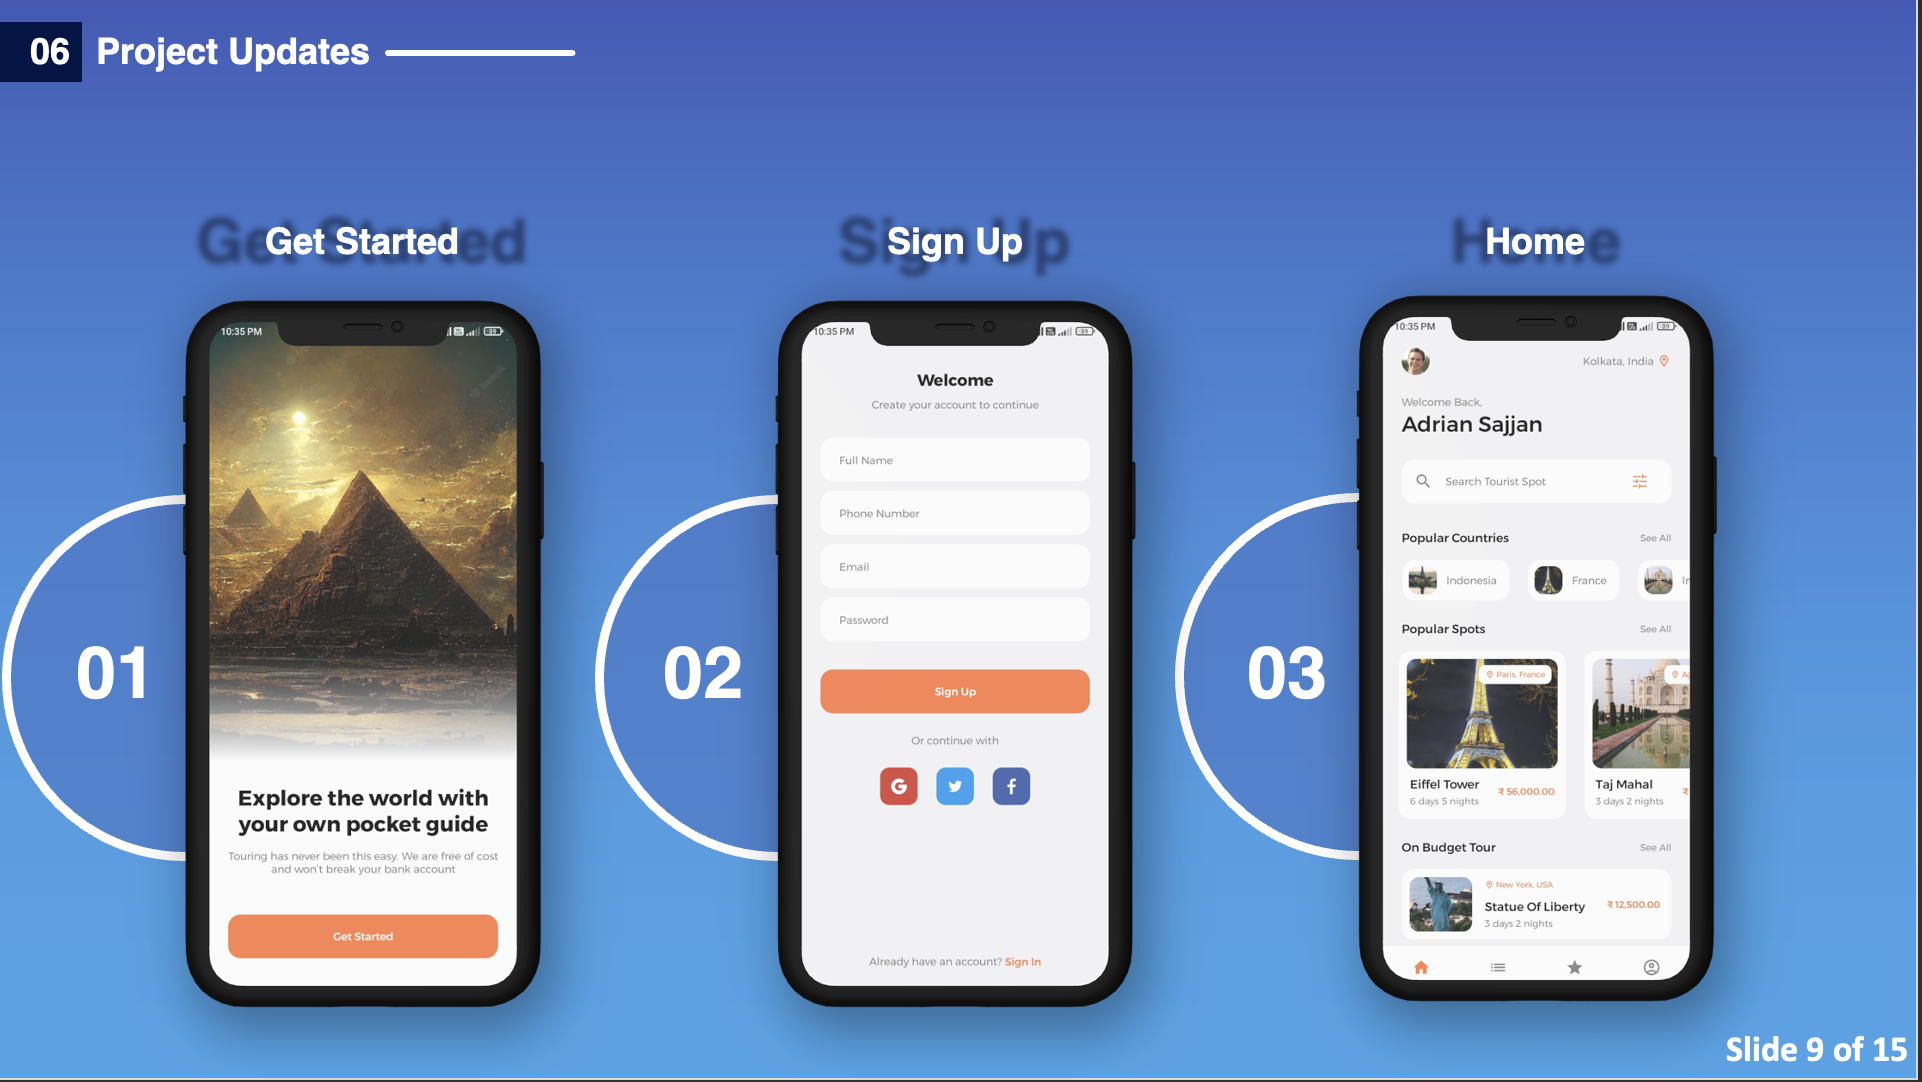 06 Project Updates
Get Started
Sign Up
Home
01
10:35 PM
39
Explore the world with
your own pocket guide
Touring has never been this easy. We are free of cost
and won't break your bank account
Get Started
02
10:35 PM
39
Welcome
Create your account to continue
Full Name
Phone Number
Email
Password
Sign Up
Or continue with
G
f
Already have an account? Sign In
03
10:35 PM
39
Kolkata, India
Welcome Back,
Adrian Sajjan
Search Tourist Spot
Popular Countries See All
Indonesia France In
Popular Spots See All
Paris, France
Eiffel Tower
6 days 5 nights
₹ 56,000.00
Ag
Taj Mahal
3 days 2 nights
₹
On Budget Tour See All
New York, USA
Statue Of Liberty
₹ 12,500.00
3 days 2 nights
Slide 9 of 15